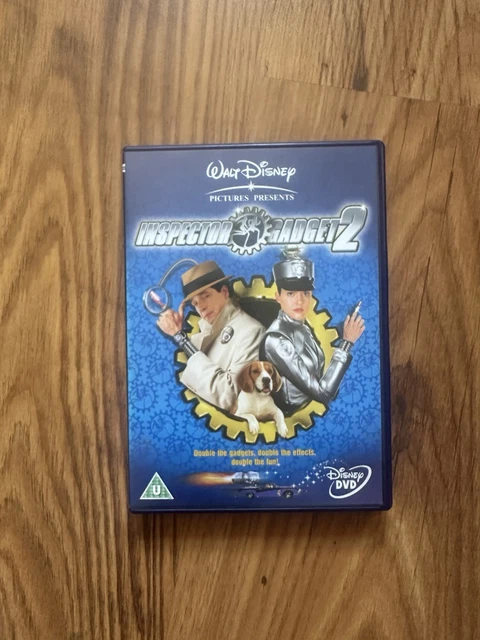 WALT DISNEY
PICTURES PRESENTS
INSPECTOR GADGET 2
Double the gadgets, double the effects,
double the fun!
U
DISNEY
DVD